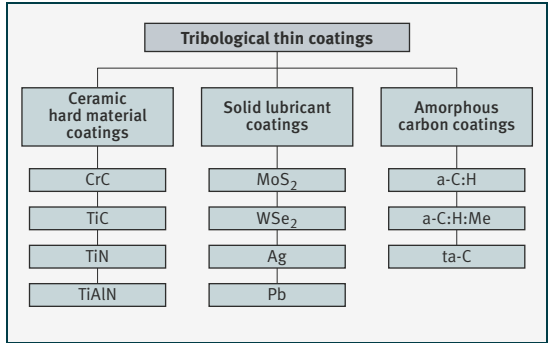 Tribological thin coatings
Ceramic
hard material
coatings
CrC
TiC
TiN
TiAlN
Solid lubricant
coatings
MoS₂
WSe₂
Ag
Pb
Amorphous
carbon coatings
a-C:H
a-C:H:Me
ta-C